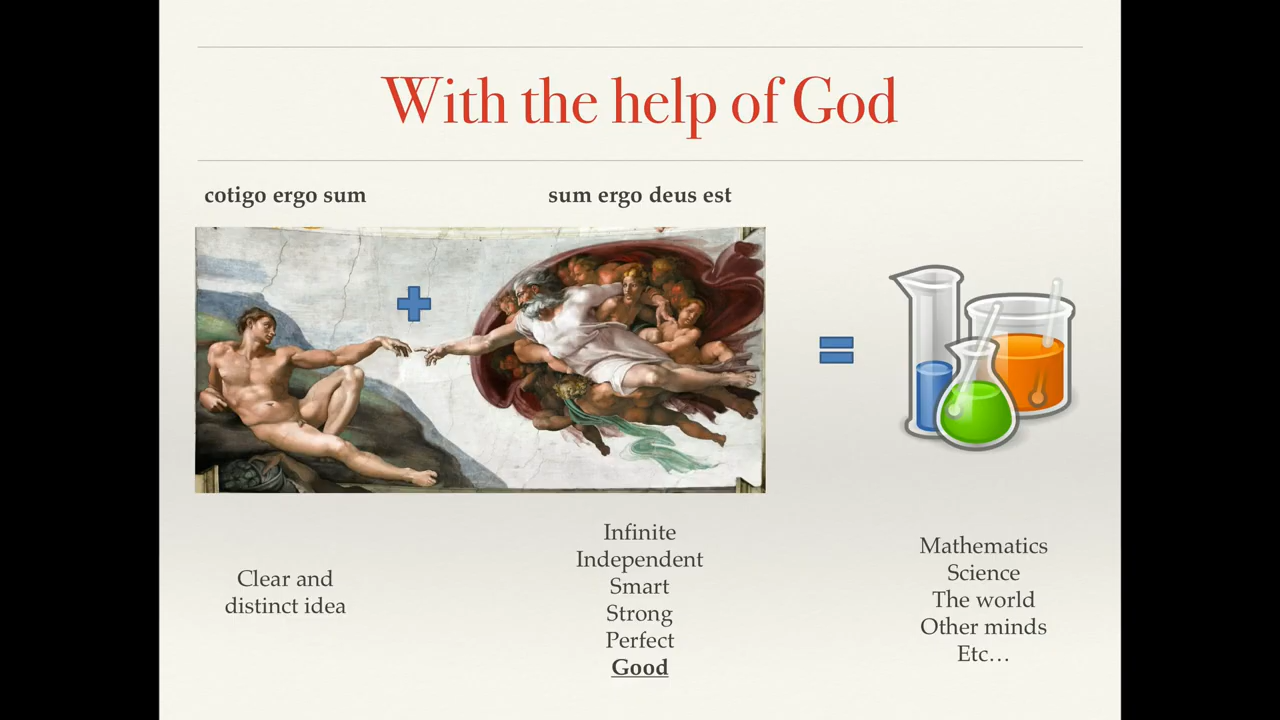 With the help of God
cotigo ergo sum
sum ergo deus est
Clear and
distinct idea
Infinite
Independent
Smart
Strong
Perfect
Good
Mathematics
Science
The world
Other minds
Etc…